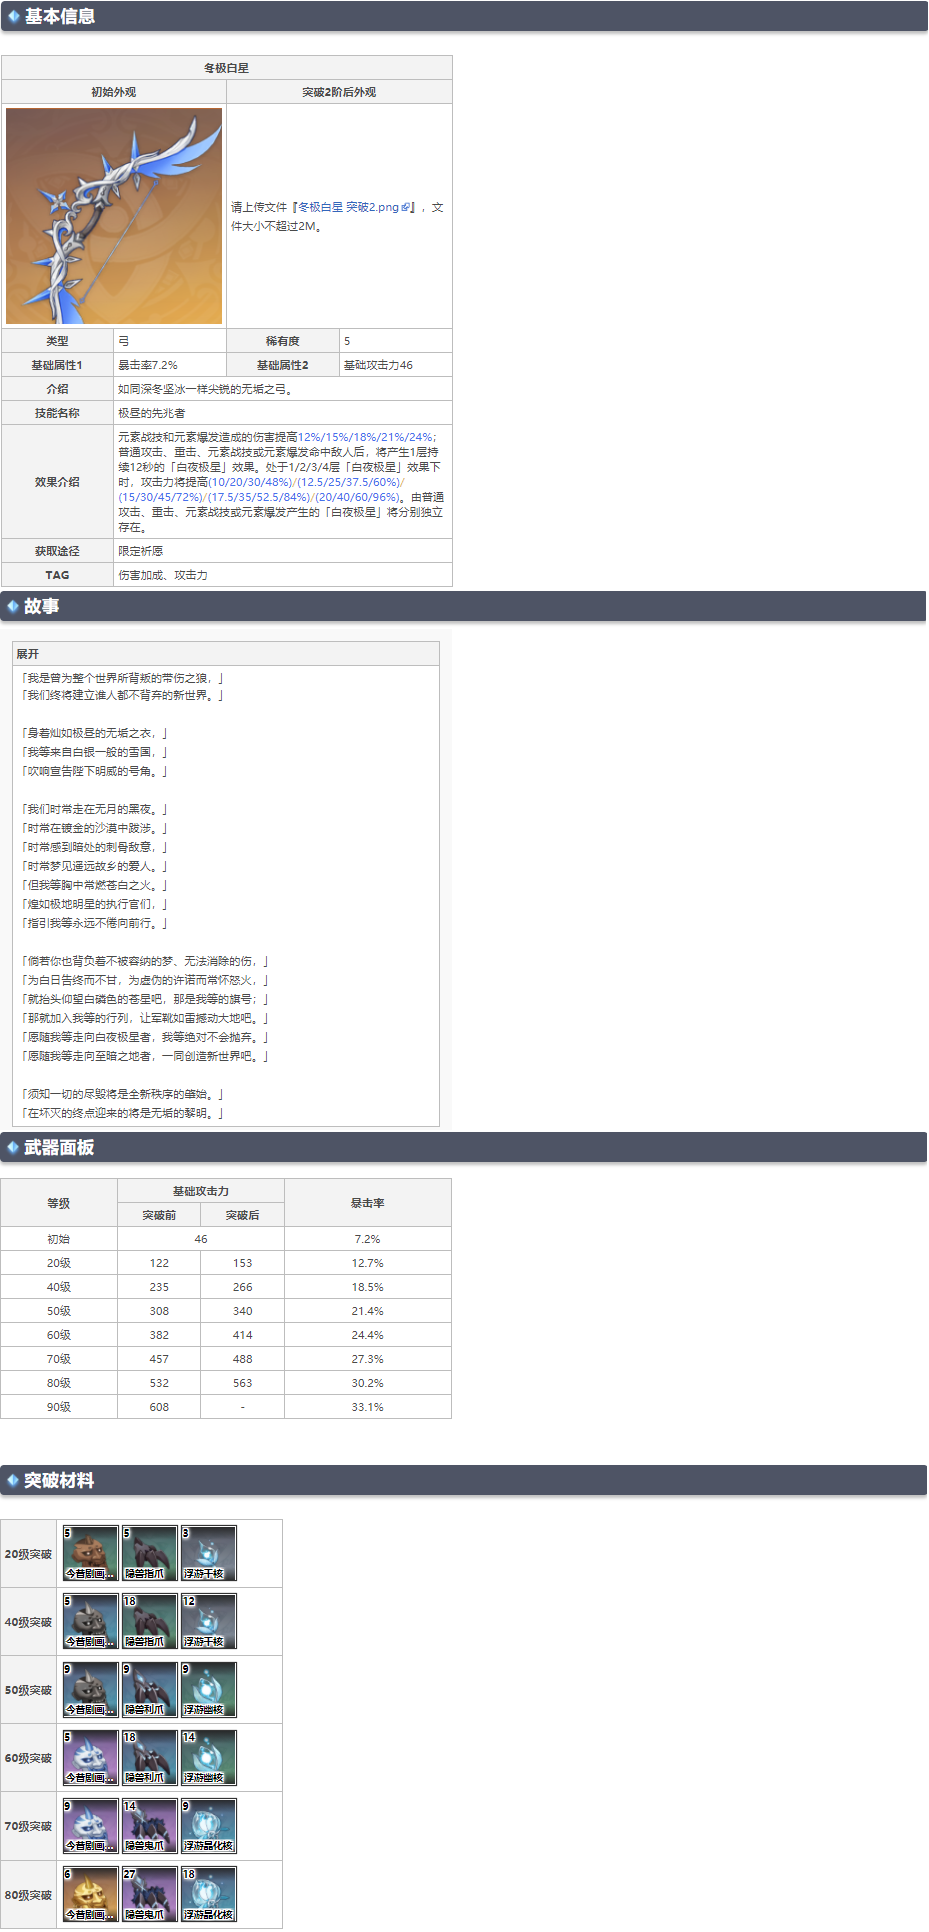 基本信息
冬极白星
初始外观 突破2阶后外观
请上传文件『冬极白星 突破2.png』，文
件大小不超过2M。
类型 弓 稀有度 5
基础属性1 暴击率7.2% 基础属性2 基础攻击力46
介绍 如同深冬坚冰一样尖锐的无垢之弓。
技能名称 极昼的先兆者
效果介绍
元素战技和元素爆发造成的伤害提高12%/15%/18%/21%/24%；
普通攻击、重击、元素战技或元素爆发命中敌人后，将产生1层持
续12秒的「白夜极星」效果。处于1/2/3/4层「白夜极星」效果下
时，攻击力将提高(10/20/30/48%)/(12.5/25/37.5/60%)/
(15/30/45/72%)/(17.5/35/52.5/84%)/(20/40/60/96%)。由普通
攻击、重击、元素战技或元素爆发产生的「白夜极星」将分别独立
存在。
获取途径 限定祈愿
TAG 伤害加成、攻击力
故事
展开
「我是曾为整个世界所背叛的带伤之狼，」
「我们终将建立谁人都不背弃的新世界。」
「身着灿如极昼的无垢之衣，」
「我等来自白银一般的雪国，」
「吹响宣告陛下明威的号角。」
「我们时常走在无月的黑夜。」
「时常在镀金的沙漠中跋涉。」
「时常感到暗处的刺骨敌意，」
「时常梦见遥远故乡的爱人。」
「但我等胸中常燃苍白之火。」
「煌如极地明星的执行官们，」
「指引我等永远不倦向前行。」
「倘若你也背负着不被容纳的梦、无法消除的伤，」
「为白日告终而不甘，为虚伪的许诺而常怀怒火，」
「就抬头仰望白磷色的苍星吧，那是我等的旗号；」
「那就加入我等的行列，让军靴如雷撼动大地吧。」
「愿随我等走向白夜极星者，我等绝对不会抛弃。」
「愿随我等走向至暗之地者，一同创造新世界吧。」
「须知一切的尽毁将是全新秩序的肇始。」
「在坏灭的终点迎来的将是无垢的黎明。」
武器面板
等级 基础攻击力 暴击率
突破前 突破后
初始 46 7.2%
20级 122 153 12.7%
40级 235 266 18.5%
50级 308 340 21.4%
60级 382 414 24.4%
70级 457 488 27.3%
80级 532 563 30.2%
90级 608 - 33.1%
突破材料
20级突破
5 5 3
今昔剧画... 隐兽指爪 浮游干核
40级突破
5 18 12
今昔剧画... 隐兽指爪 浮游干核
50级突破
9 9 9
今昔剧画... 隐兽利爪 浮游幽核
60级突破
5 18 14
今昔剧画... 隐兽利爪 浮游幽核
70级突破
9 14 9
今昔剧画... 隐兽鬼爪 浮游晶化核
80级突破
6 27 18
今昔剧画... 隐兽鬼爪 浮游晶化核